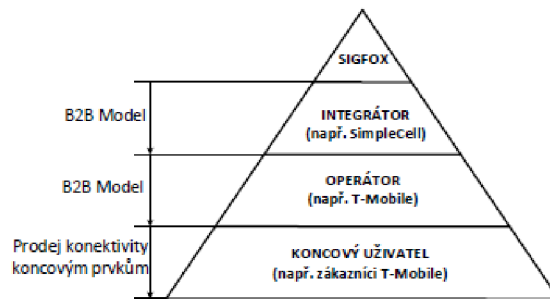 SIGFOX
B2B Model
INTEGRÁTOR
(např. SimpleCell)
B2B Model
OPERÁTOR
(např. T-Mobile)
Prodej konektivity
koncovým prvkům
KONCOVÝ UŽIVATEL
(např. zákazníci T-Mobile)